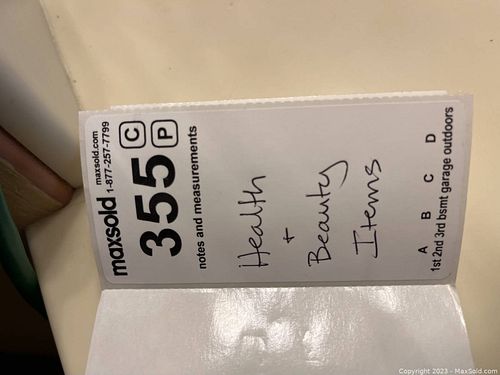 maxsold maxsold.com
1-877-257-7799
355 C
P
notes and measurements
Health
+
Beauty
Items
A B C D
1st 2nd 3rd bsmt garage outdoors
Copyright 2023 - MaxSold.com